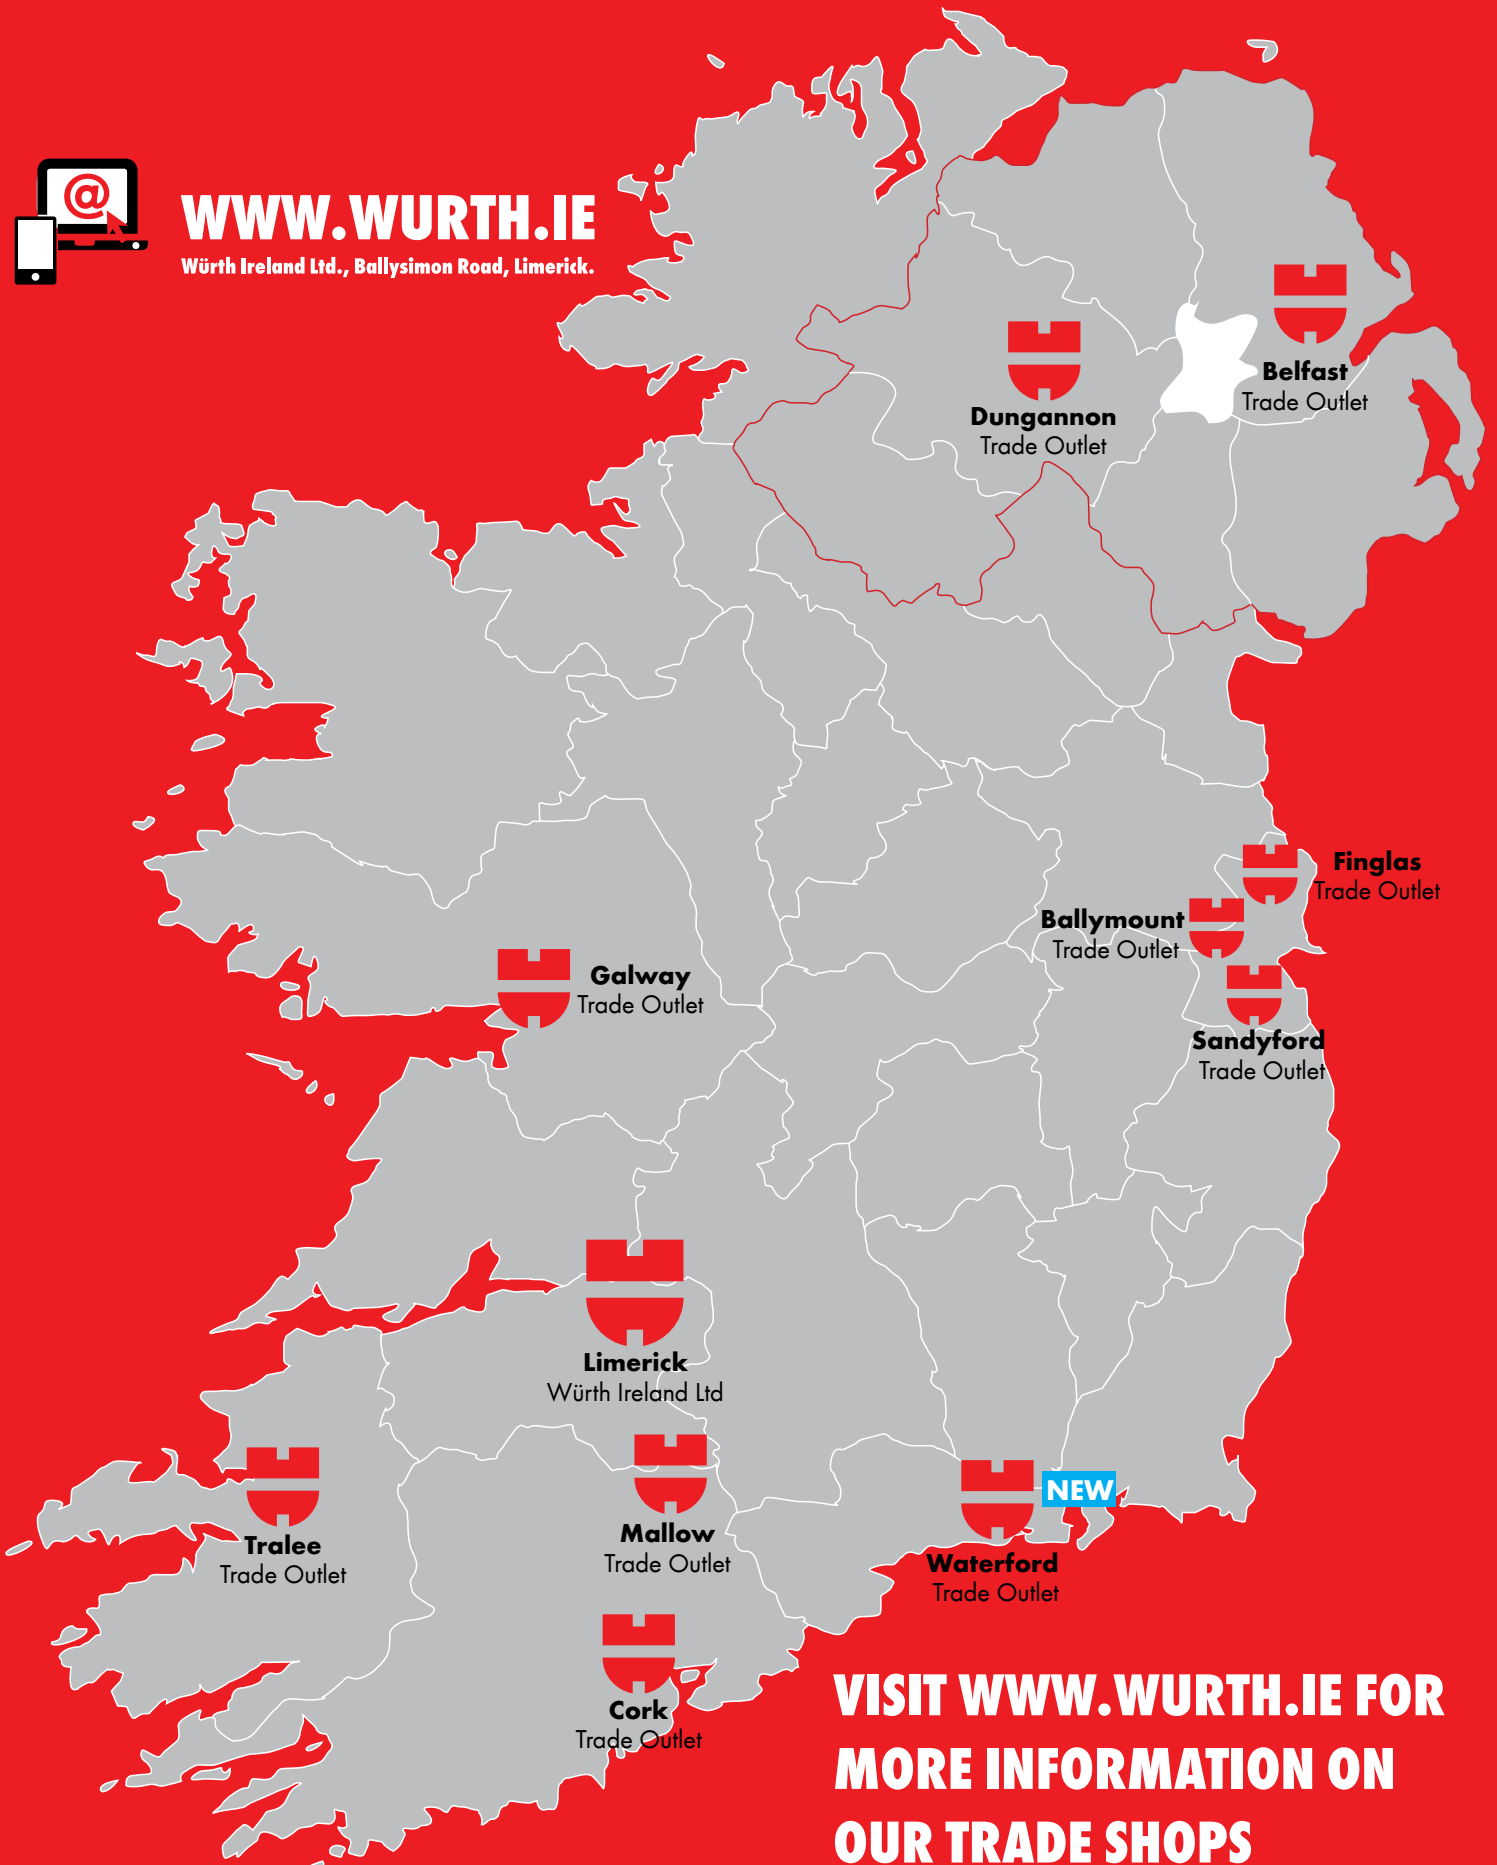 @
WWW.WURTH.IE
Würth Ireland Ltd., Ballysimon Road, Limerick.
Belfast
Trade Outlet
Dungannon
Trade Outlet
Finglas
Trade Outlet
Ballymount
Trade Outlet
Galway
Trade Outlet
Sandyford
Trade Outlet
Limerick
Würth Ireland Ltd
Mallow
Trade Outlet
NEW
Tralee
Trade Outlet
Waterford
Trade Outlet
Cork
Trade Outlet
VISIT WWW.WURTH.IE FOR
MORE INFORMATION ON
OUR TRADE SHOPS